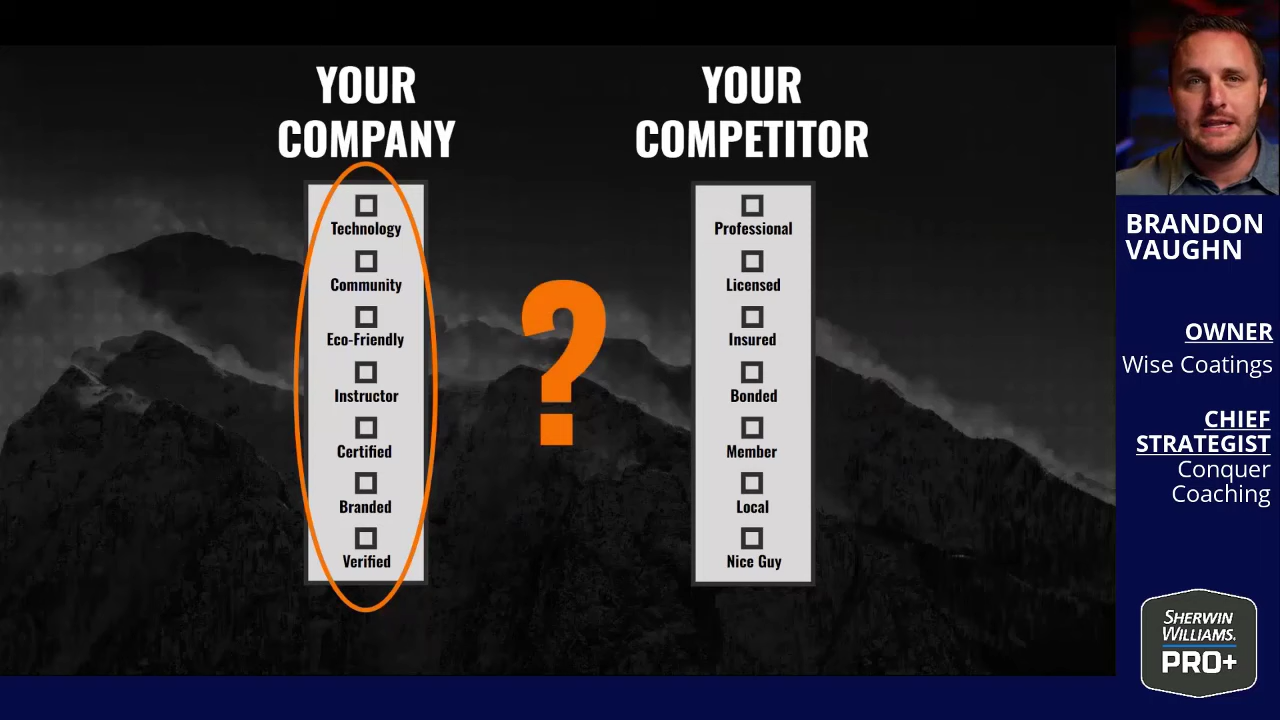 YOUR
COMPANY
Technology
Community
Eco-Friendly
Instructor
Certified
Branded
Verified
?
YOUR
COMPETITOR
Professional
Licensed
Insured
Bonded
Member
Local
Nice Guy
BRANDON
VAUGHN
OWNER
Wise Coatings
CHIEF
STRATEGIST
Conquer
Coaching
SHERWIN
WILLIAMS.
PRO+